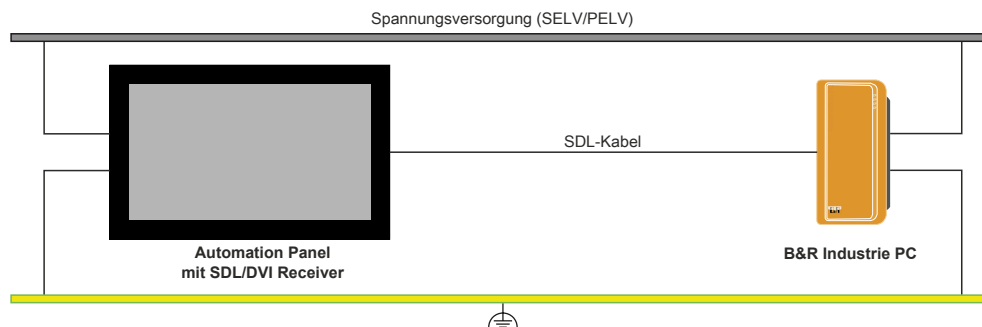 Spannungsversorgung (SELV/PELV)
SDL-Kabel
Automation Panel
mit SDL/DVI Receiver
B&R Industrie PC